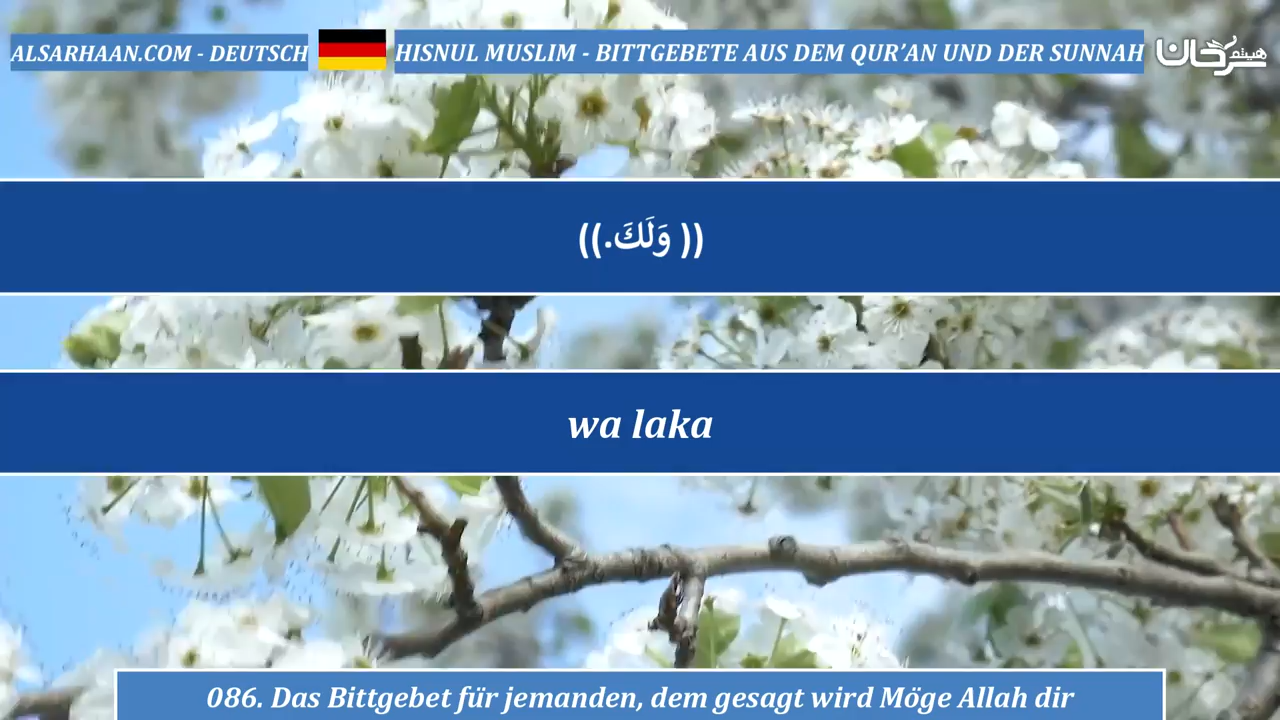 ALSARHAAN.COM - DEUTSCH
HISNUL MUSLIM - BITTGEBETE AUS DEM QUR’AN UND DER SUNNAH
هيثم سرحان
(( وَلَكَ.))
wa laka
086. Das Bittgebet für jemanden, dem gesagt wird Möge Allah dir